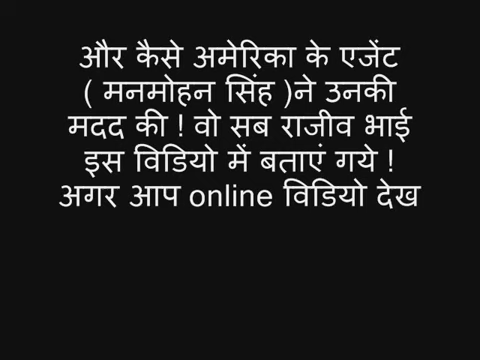 और कैसे अमेरिका के एजेंट
( मनमोहन सिंह )ने उनकी
मदद की ! वो सब राजीव भाई
इस विडियो में बताएं गये !
अगर आप online विडियो देख